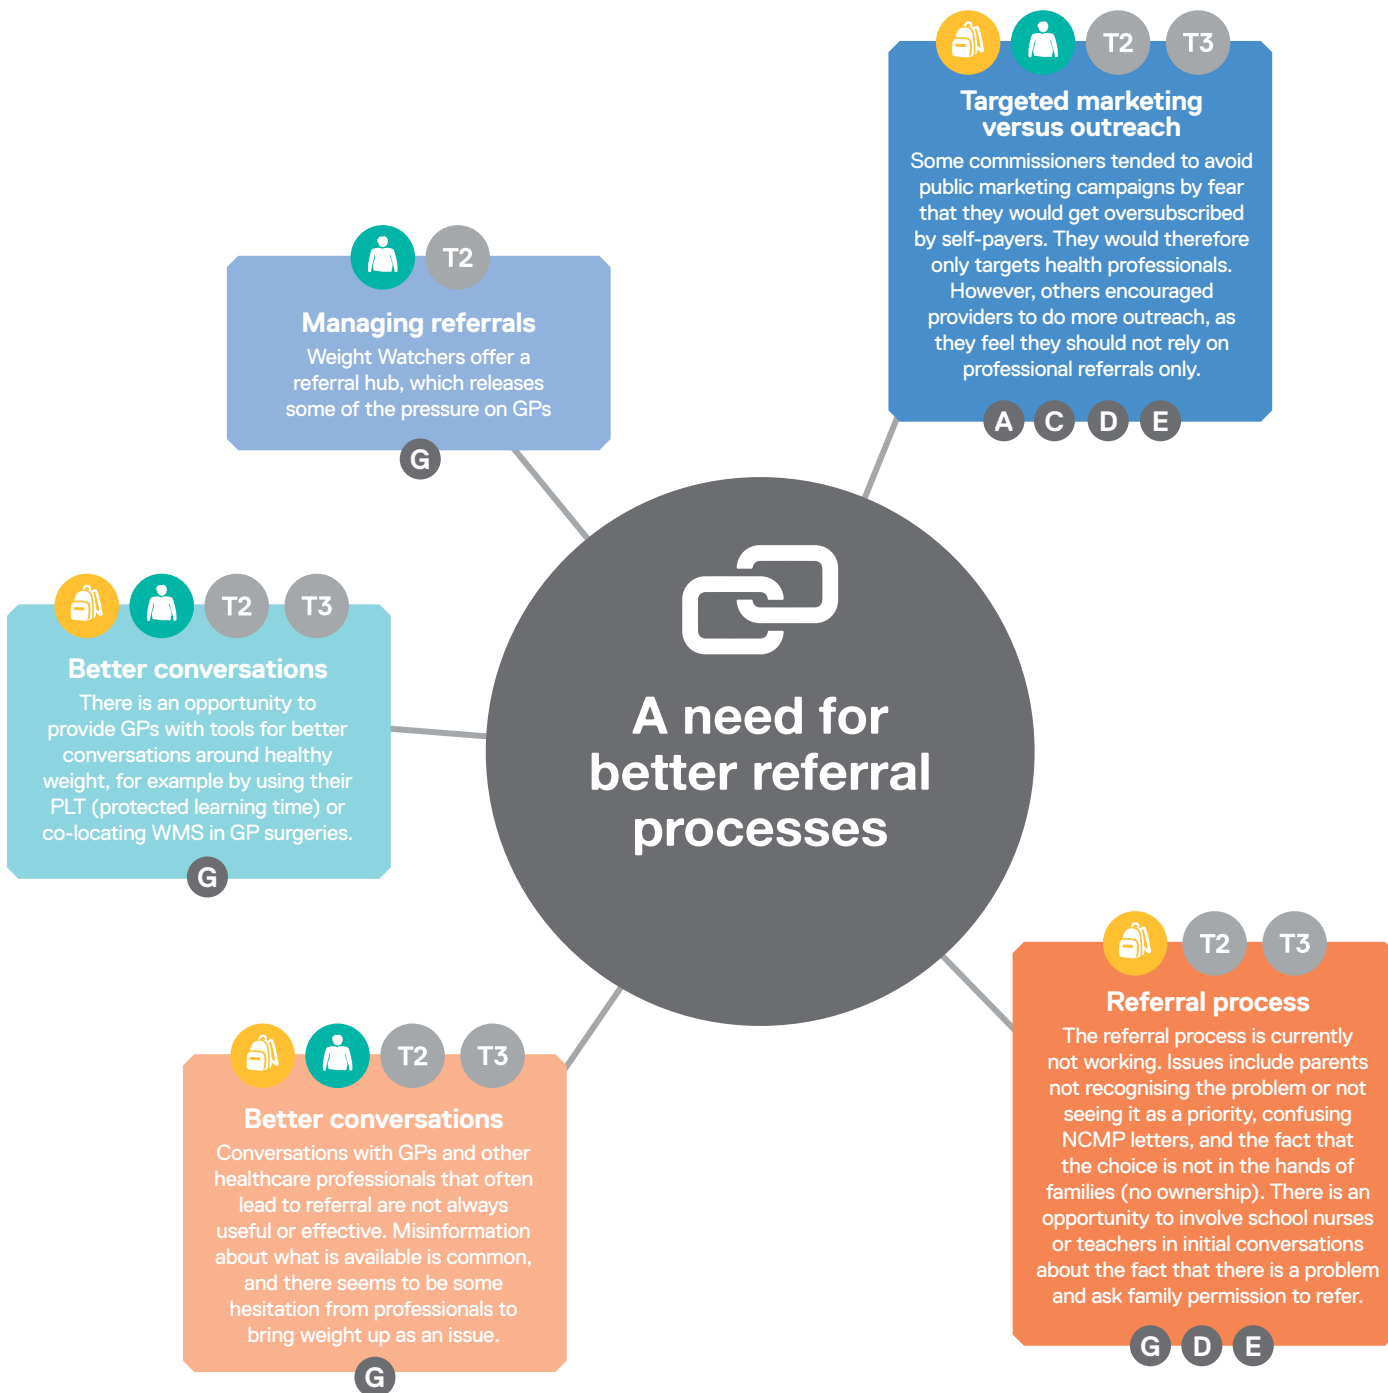 T2
T3
Targeted marketing
versus outreach
Some commissioners tended to avoid
public marketing campaigns by fear
that they would get oversubscribed
by self-payers. They would therefore
only targets health professionals.
However, others encouraged
providers to do more outreach, as
they feel they should not rely on
professional referrals only.
A
C
D
E
T2
Managing referrals
Weight Watchers offer a
referral hub, which releases
some of the pressure on GPs
G
T2
T3
Better conversations
There is an opportunity to
provide GPs with tools for better
conversations around healthy
weight, for example by using their
PLT (protected learning time) or
co-locating WMS in GP surgeries.
G
A need for
better referral
processes
T2
T3
Referral process
The referral process is currently
not working. Issues include parents
not recognising the problem or not
seeing it as a priority, confusing
NCMP letters, and the fact that
the choice is not in the hands of
families (no ownership). There is an
opportunity to involve school nurses
or teachers in initial conversations
about the fact that there is a problem
and ask family permission to refer.
G
D
E
T2
T3
Better conversations
Conversations with GPs and other
healthcare professionals that often
lead to referral are not always
useful or effective. Misinformation
about what is available is common,
and there seems to be some
hesitation from professionals to
bring weight up as an issue.
G